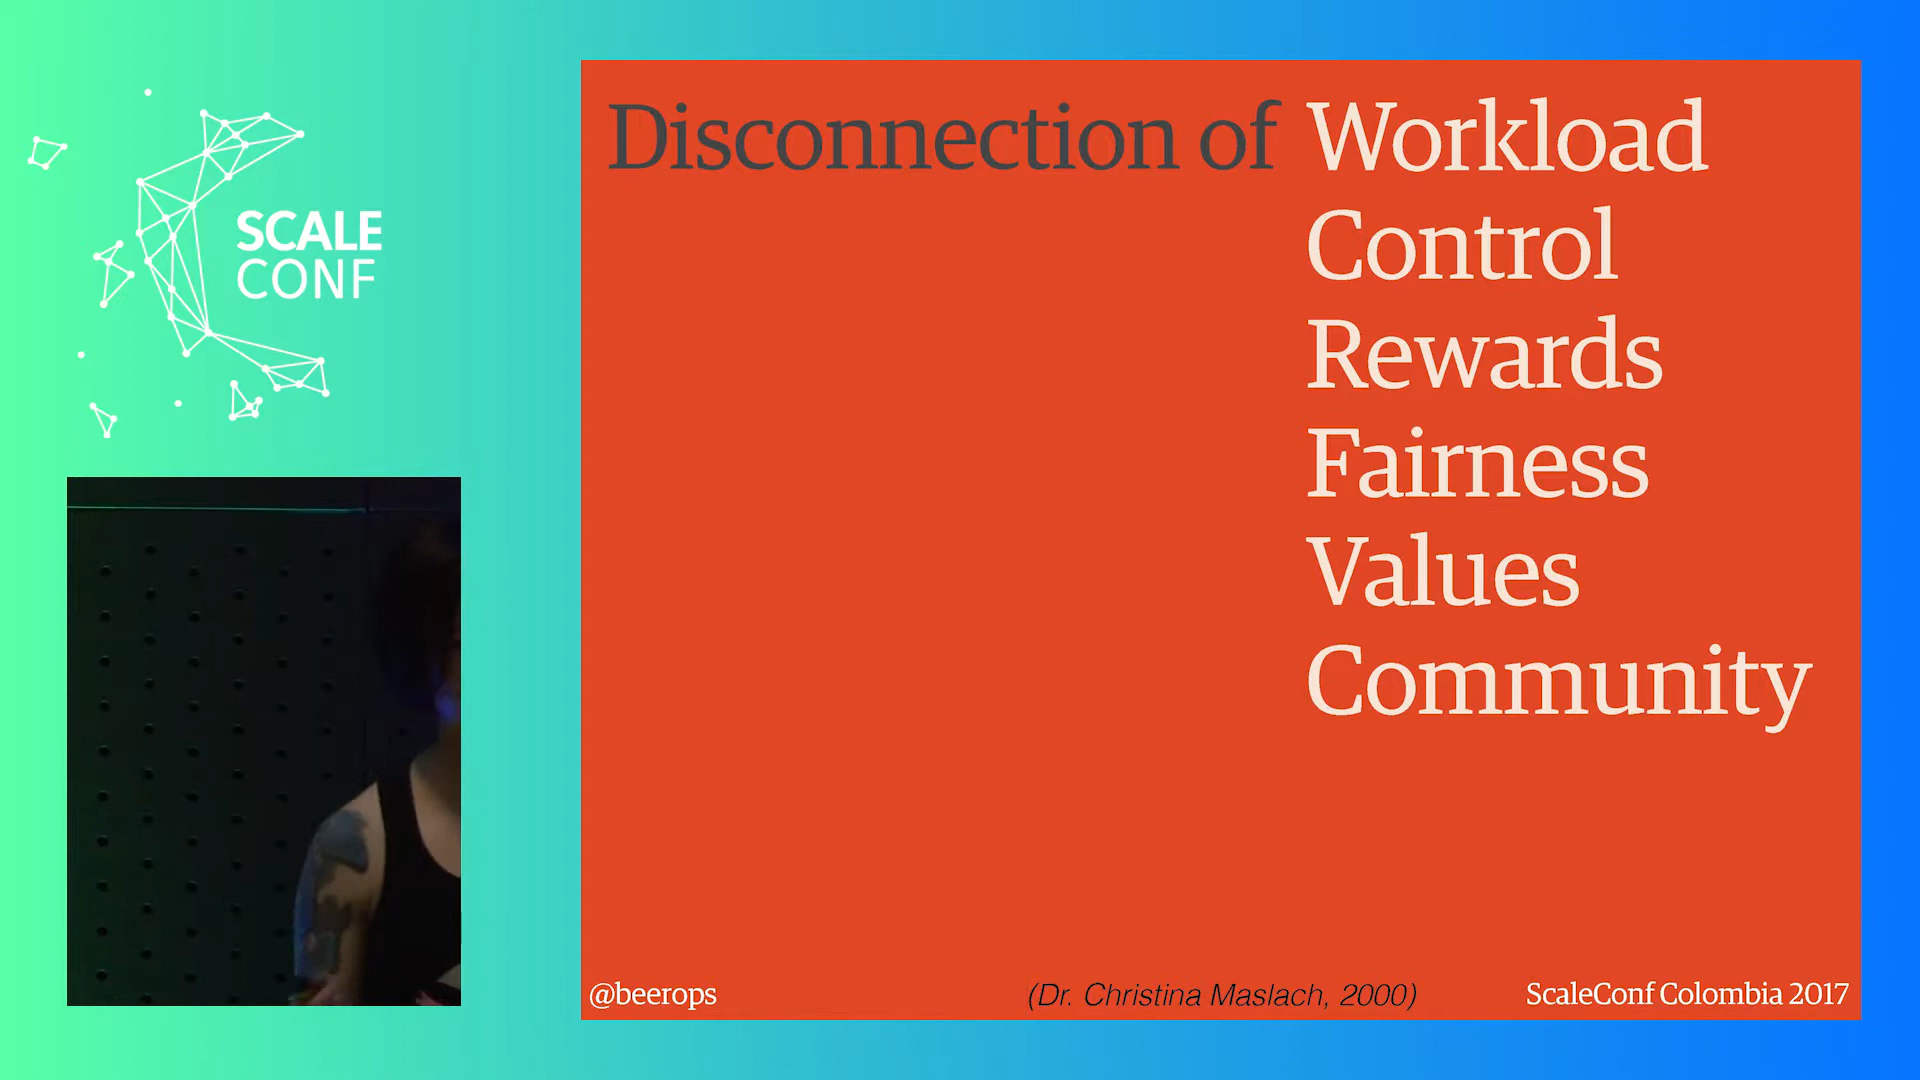 SCALE
CONF
Disconnection of Workload
Control
Rewards
Fairness
Values
Community
@beerops
(Dr. Christina Maslach, 2000)
ScaleConf Colombia 2017